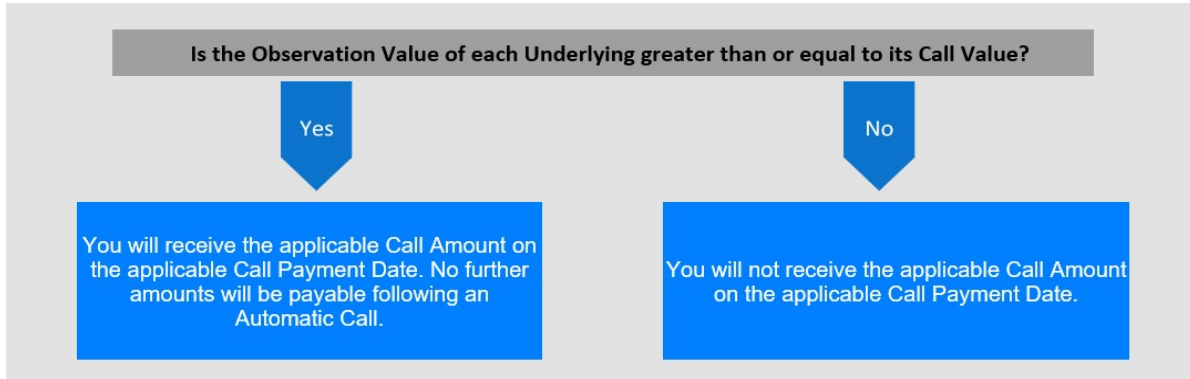 Is the Observation Value of each Underlying greater than or equal to its Call Value?
Yes
No
You will receive the applicable Call Amount on
the applicable Call Payment Date. No further
amounts will be payable following an
Automatic Call.
You will not receive the applicable Call Amount
on the applicable Call Payment Date.